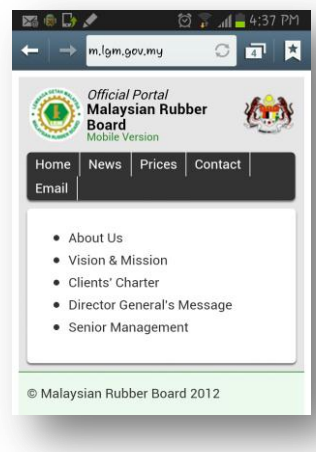 4:37 PM
m.lgm.gov.my
4
Official Portal
Malaysian Rubber
Board
Mobile Version
Home News Prices Contact
Email
• About Us
• Vision & Mission
• Clients' Charter
• Director General's Message
• Senior Management
© Malaysian Rubber Board 2012